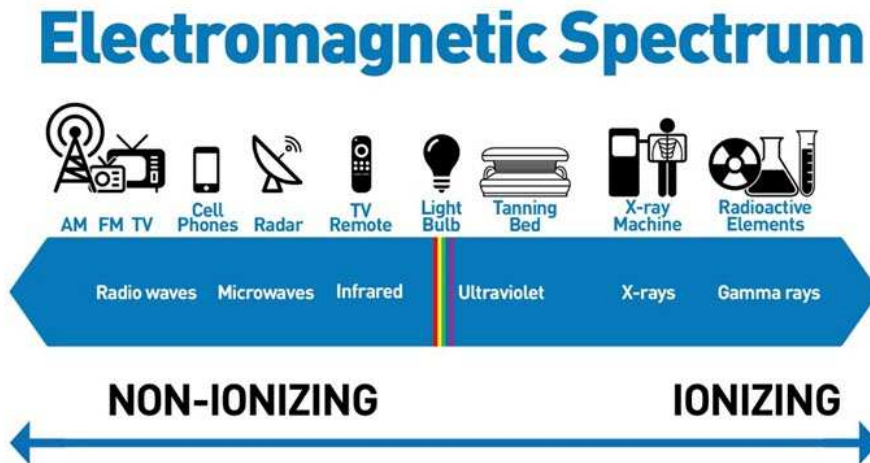 Electromagnetic Spectrum
AM FM TV
Cell
Phones
Radar
TV
Remote
Light
Bulb
Tanning
Bed
X-ray
Machine
Radioactive
Elements
Radio waves Microwaves Infrared Ultraviolet X-rays Gamma rays
NON-IONIZING IONIZING